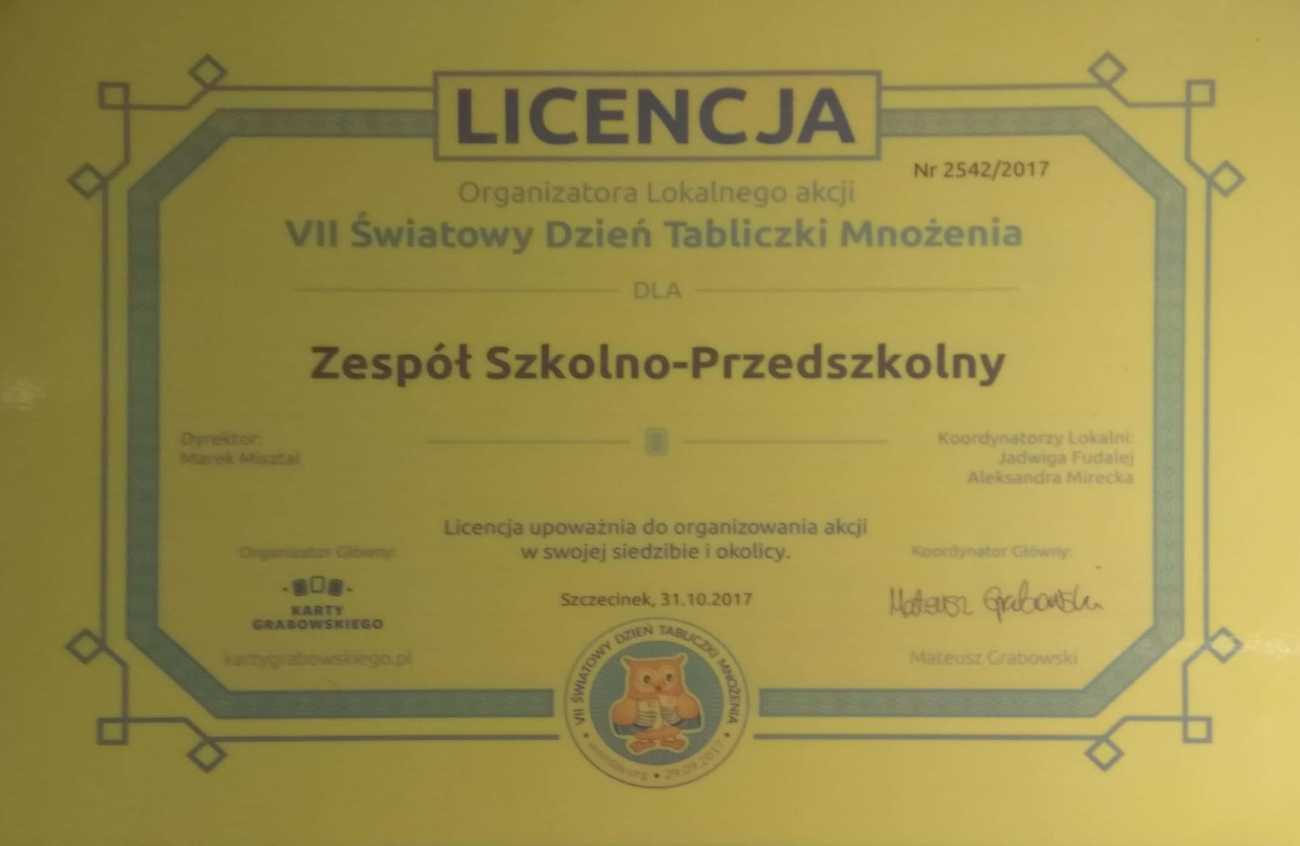 LICENCJA
Nr 2542/2017
Organizatora Lokalnego akcji
VII Światowy Dzień Tabliczki Mnożenia
DLA
Zespół Szkolno-Przedszkolny
Dyrektor:
Marek Misztal
Koordynatorzy Lokalni:
Jadwiga Fudalej
Aleksandra Mirecka
Licencja upoważnia do organizowania akcji
w swojej siedzibie i okolicy.
Organizator Główny:
KARTY
GRABOWSKIEGO
kartygrabowskiego.pl
Szczecinek, 31.10.2017
Koordynator Główny:
Mateusz Grabowski
Mateusz Grabowski
VII ŚWIATOWY DZIEŃ TABLICZKI MNOŻENIA
29.09.2017